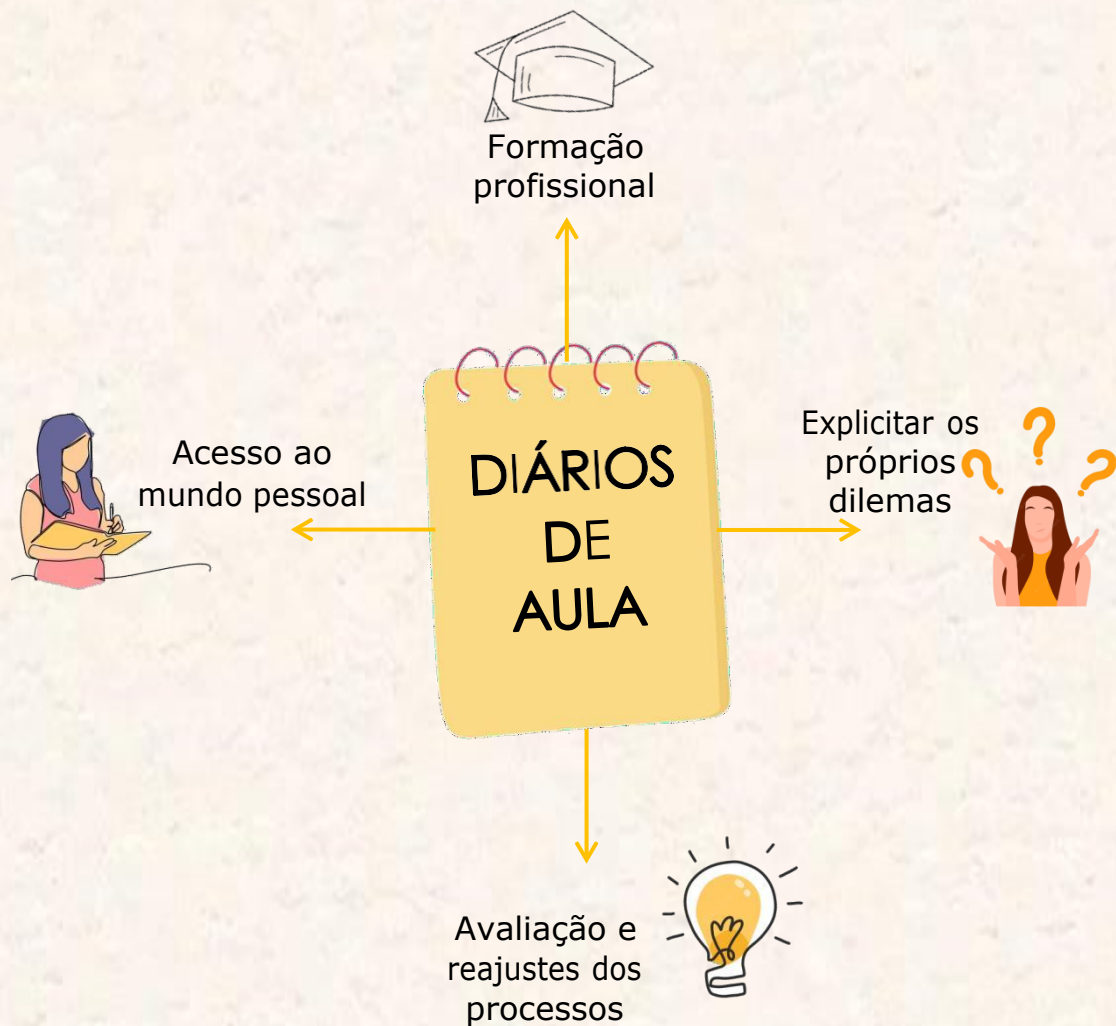 Formação
profissional
Acesso ao
mundo pessoal
DIÁRIOS
DE
AULA
Explicitar os
próprios
dilemas
Avaliação e
reajustes dos
processos